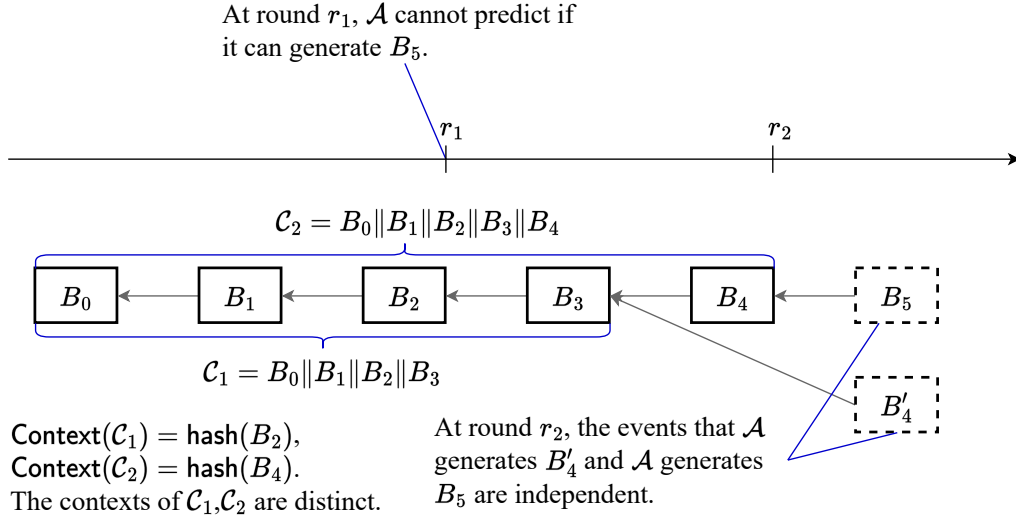 At round r₁, 𝒜 cannot predict if
it can generate B₅.
r₁
r₂
𝒞₂ = B₀∥B₁∥B₂∥B₃∥B₄
B₀
B₁
B₂
B₃
B₄
B₅
𝒞₁ = B₀∥B₁∥B₂∥B₃
B′₄
Context(𝒞₁) = hash(B₂),
Context(𝒞₂) = hash(B₄).
The contexts of 𝒞₁,𝒞₂ are distinct.
At round r₂, the events that 𝒜
generates B′₄ and 𝒜 generates
B₅ are independent.